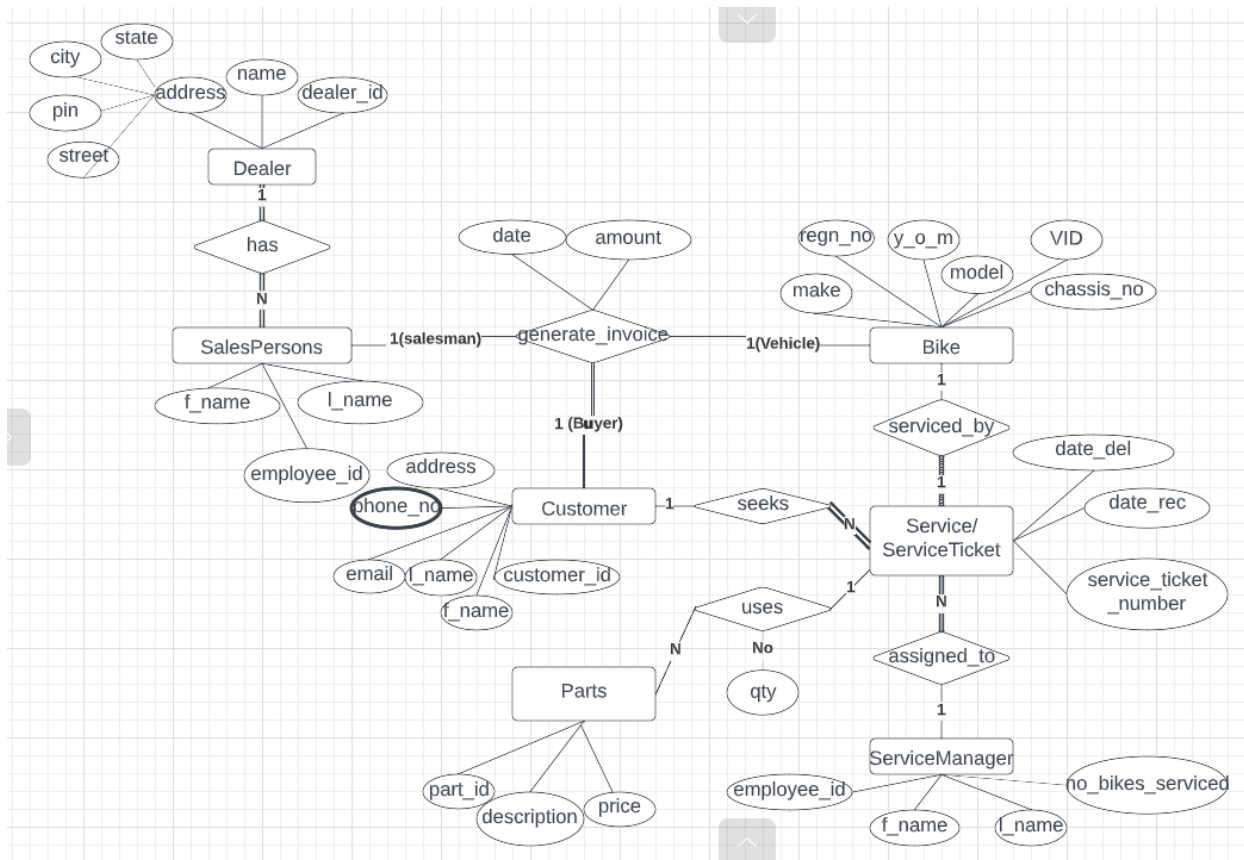 state
city
name
address
dealer_id
pin
street
Dealer
1
has
N
SalesPersons
f_name
l_name
employee_id
date
amount
1(salesman)
generate_invoice
1(Vehicle)
1 (Buyer)
regn_no
y_o_m
VID
model
make
chassis_no
Bike
1
serviced_by
1
address
phone_no
Customer
email
l_name
f_name
customer_id
1
seeks
N
Service/
ServiceTicket
date_del
date_rec
service_ticket
_number
1
uses
N
No
qty
Parts
part_id
description
price
N
assigned_to
1
ServiceManager
employee_id
f_name
l_name
no_bikes_serviced